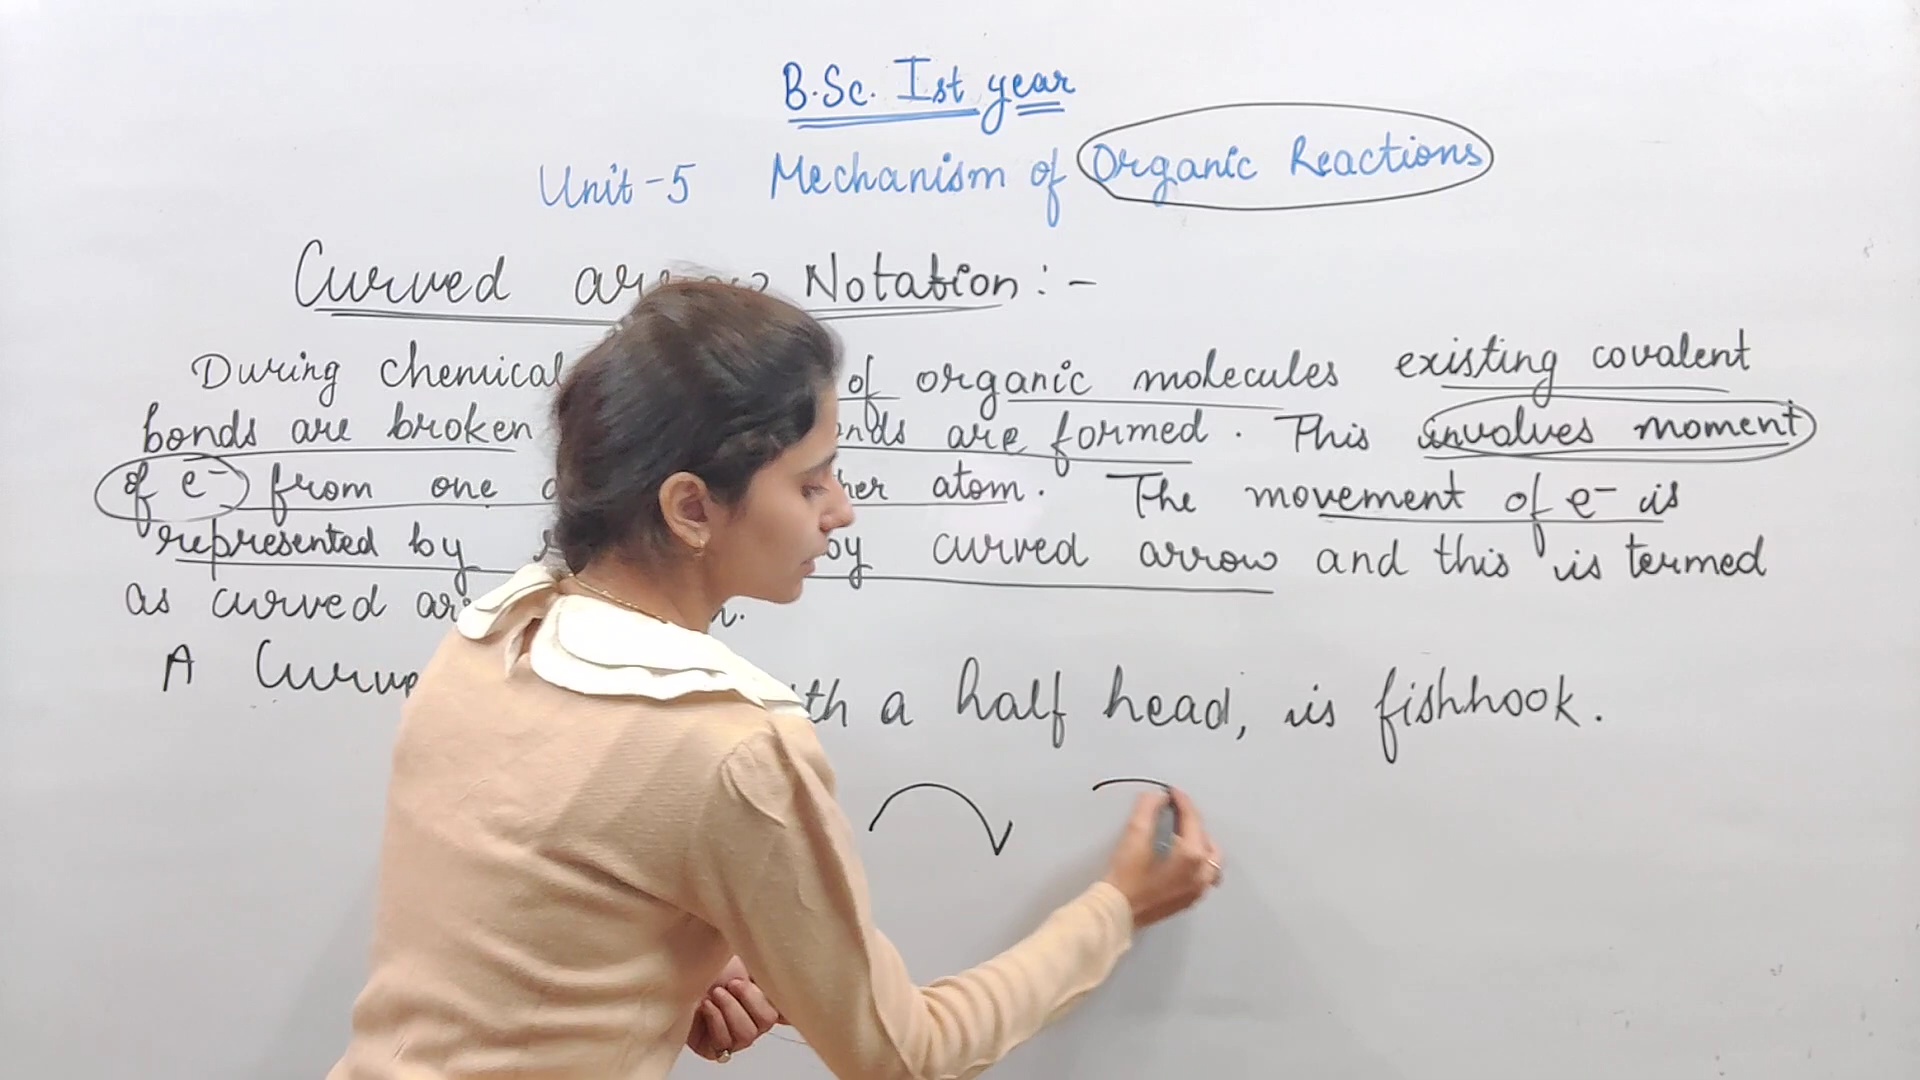 B.Sc. Ist year
Unit-5 Mechanism of Organic Reactions
Curved Notation :-
During chemical of organic molecules existing covalent
bonds are broken are formed. This involves moment
of e- from one atom. The movement of e- is
represented by by curved arrow and this is termed
as curved
A a half head, is fishhook.